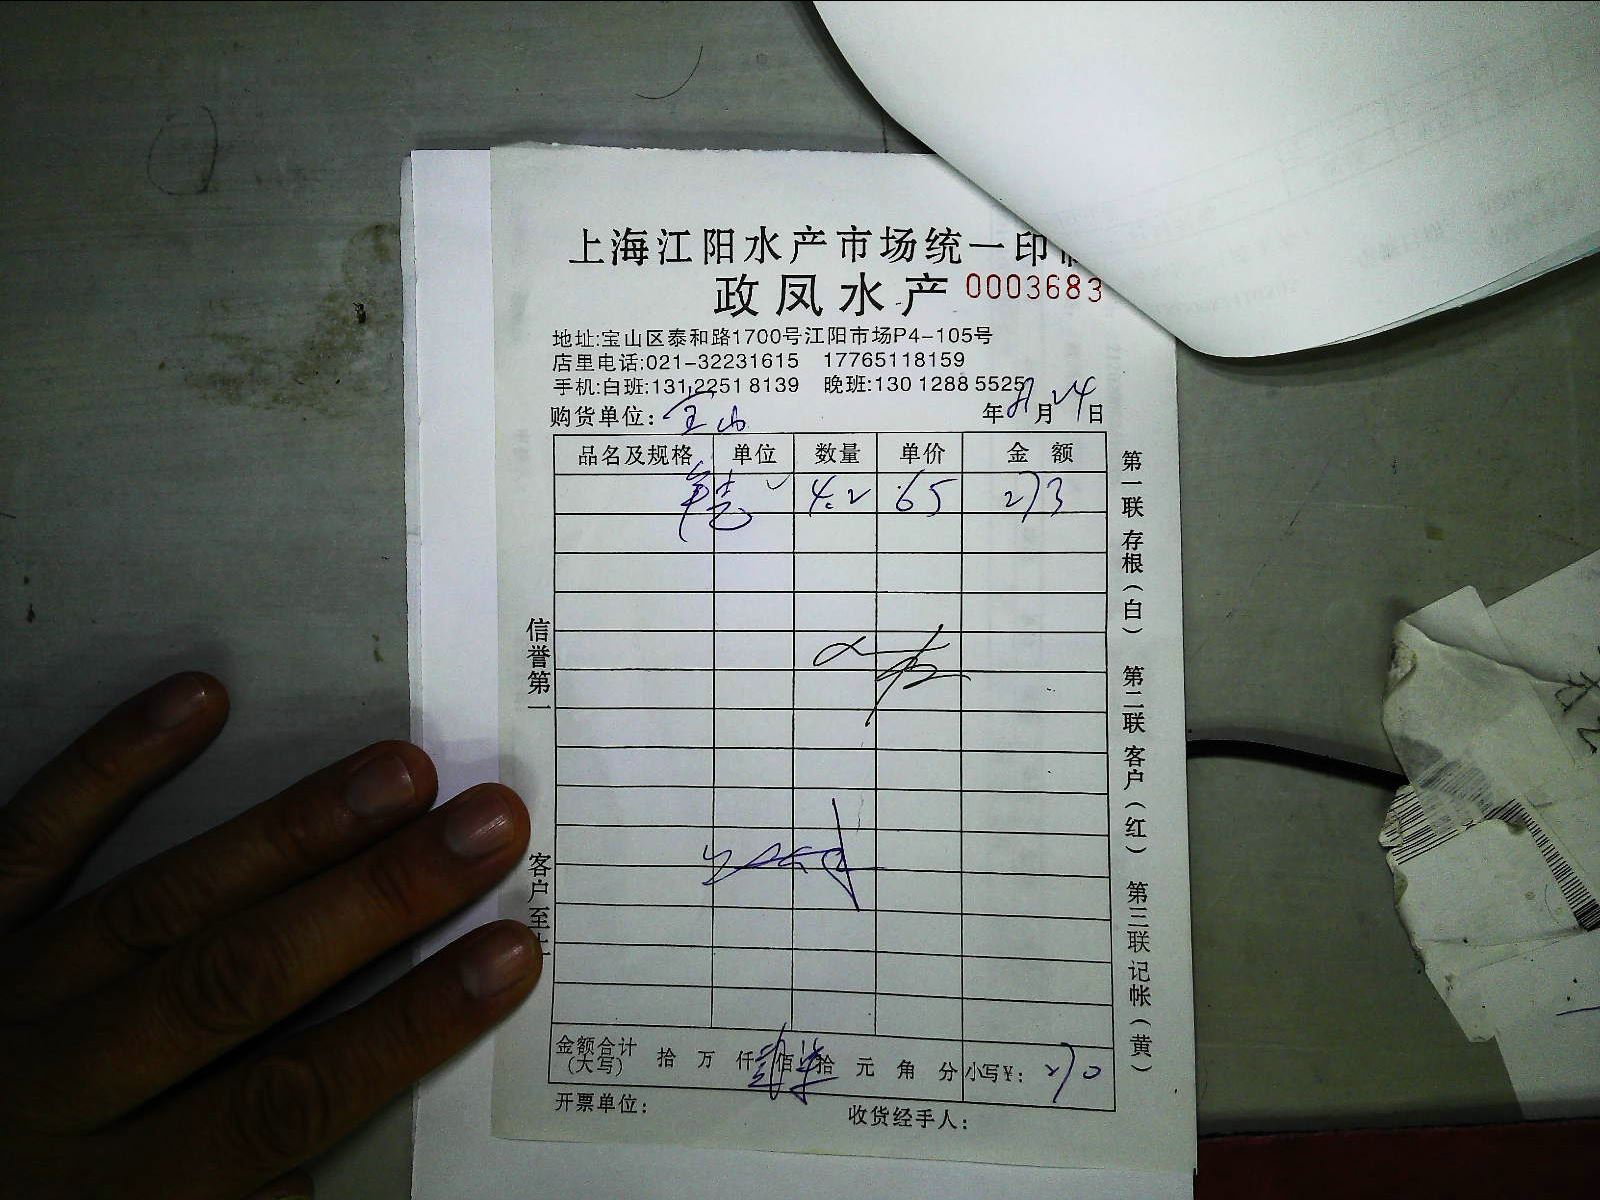 上海江阳水产市场统一印
政凤水产 0003683
地址:宝山区泰和路1700号江阳市场P4-105号
店里电话:021-32231615 17765118159
手机:白班:131 2251 8139 晚班:130 1288 5525
购货单位: 宝山 年 月 24 日
品名及规格 单位 数量 单价 金额
4.2 65 273
金额合计(大写) 拾 万 仟 贰 佰 柒 拾 元 角 分 小写¥: 270
开票单位: 收货经手人:
信誉第一
客户至上
第一联 存根(白) 第二联 客户(红) 第三联 记帐(黄)